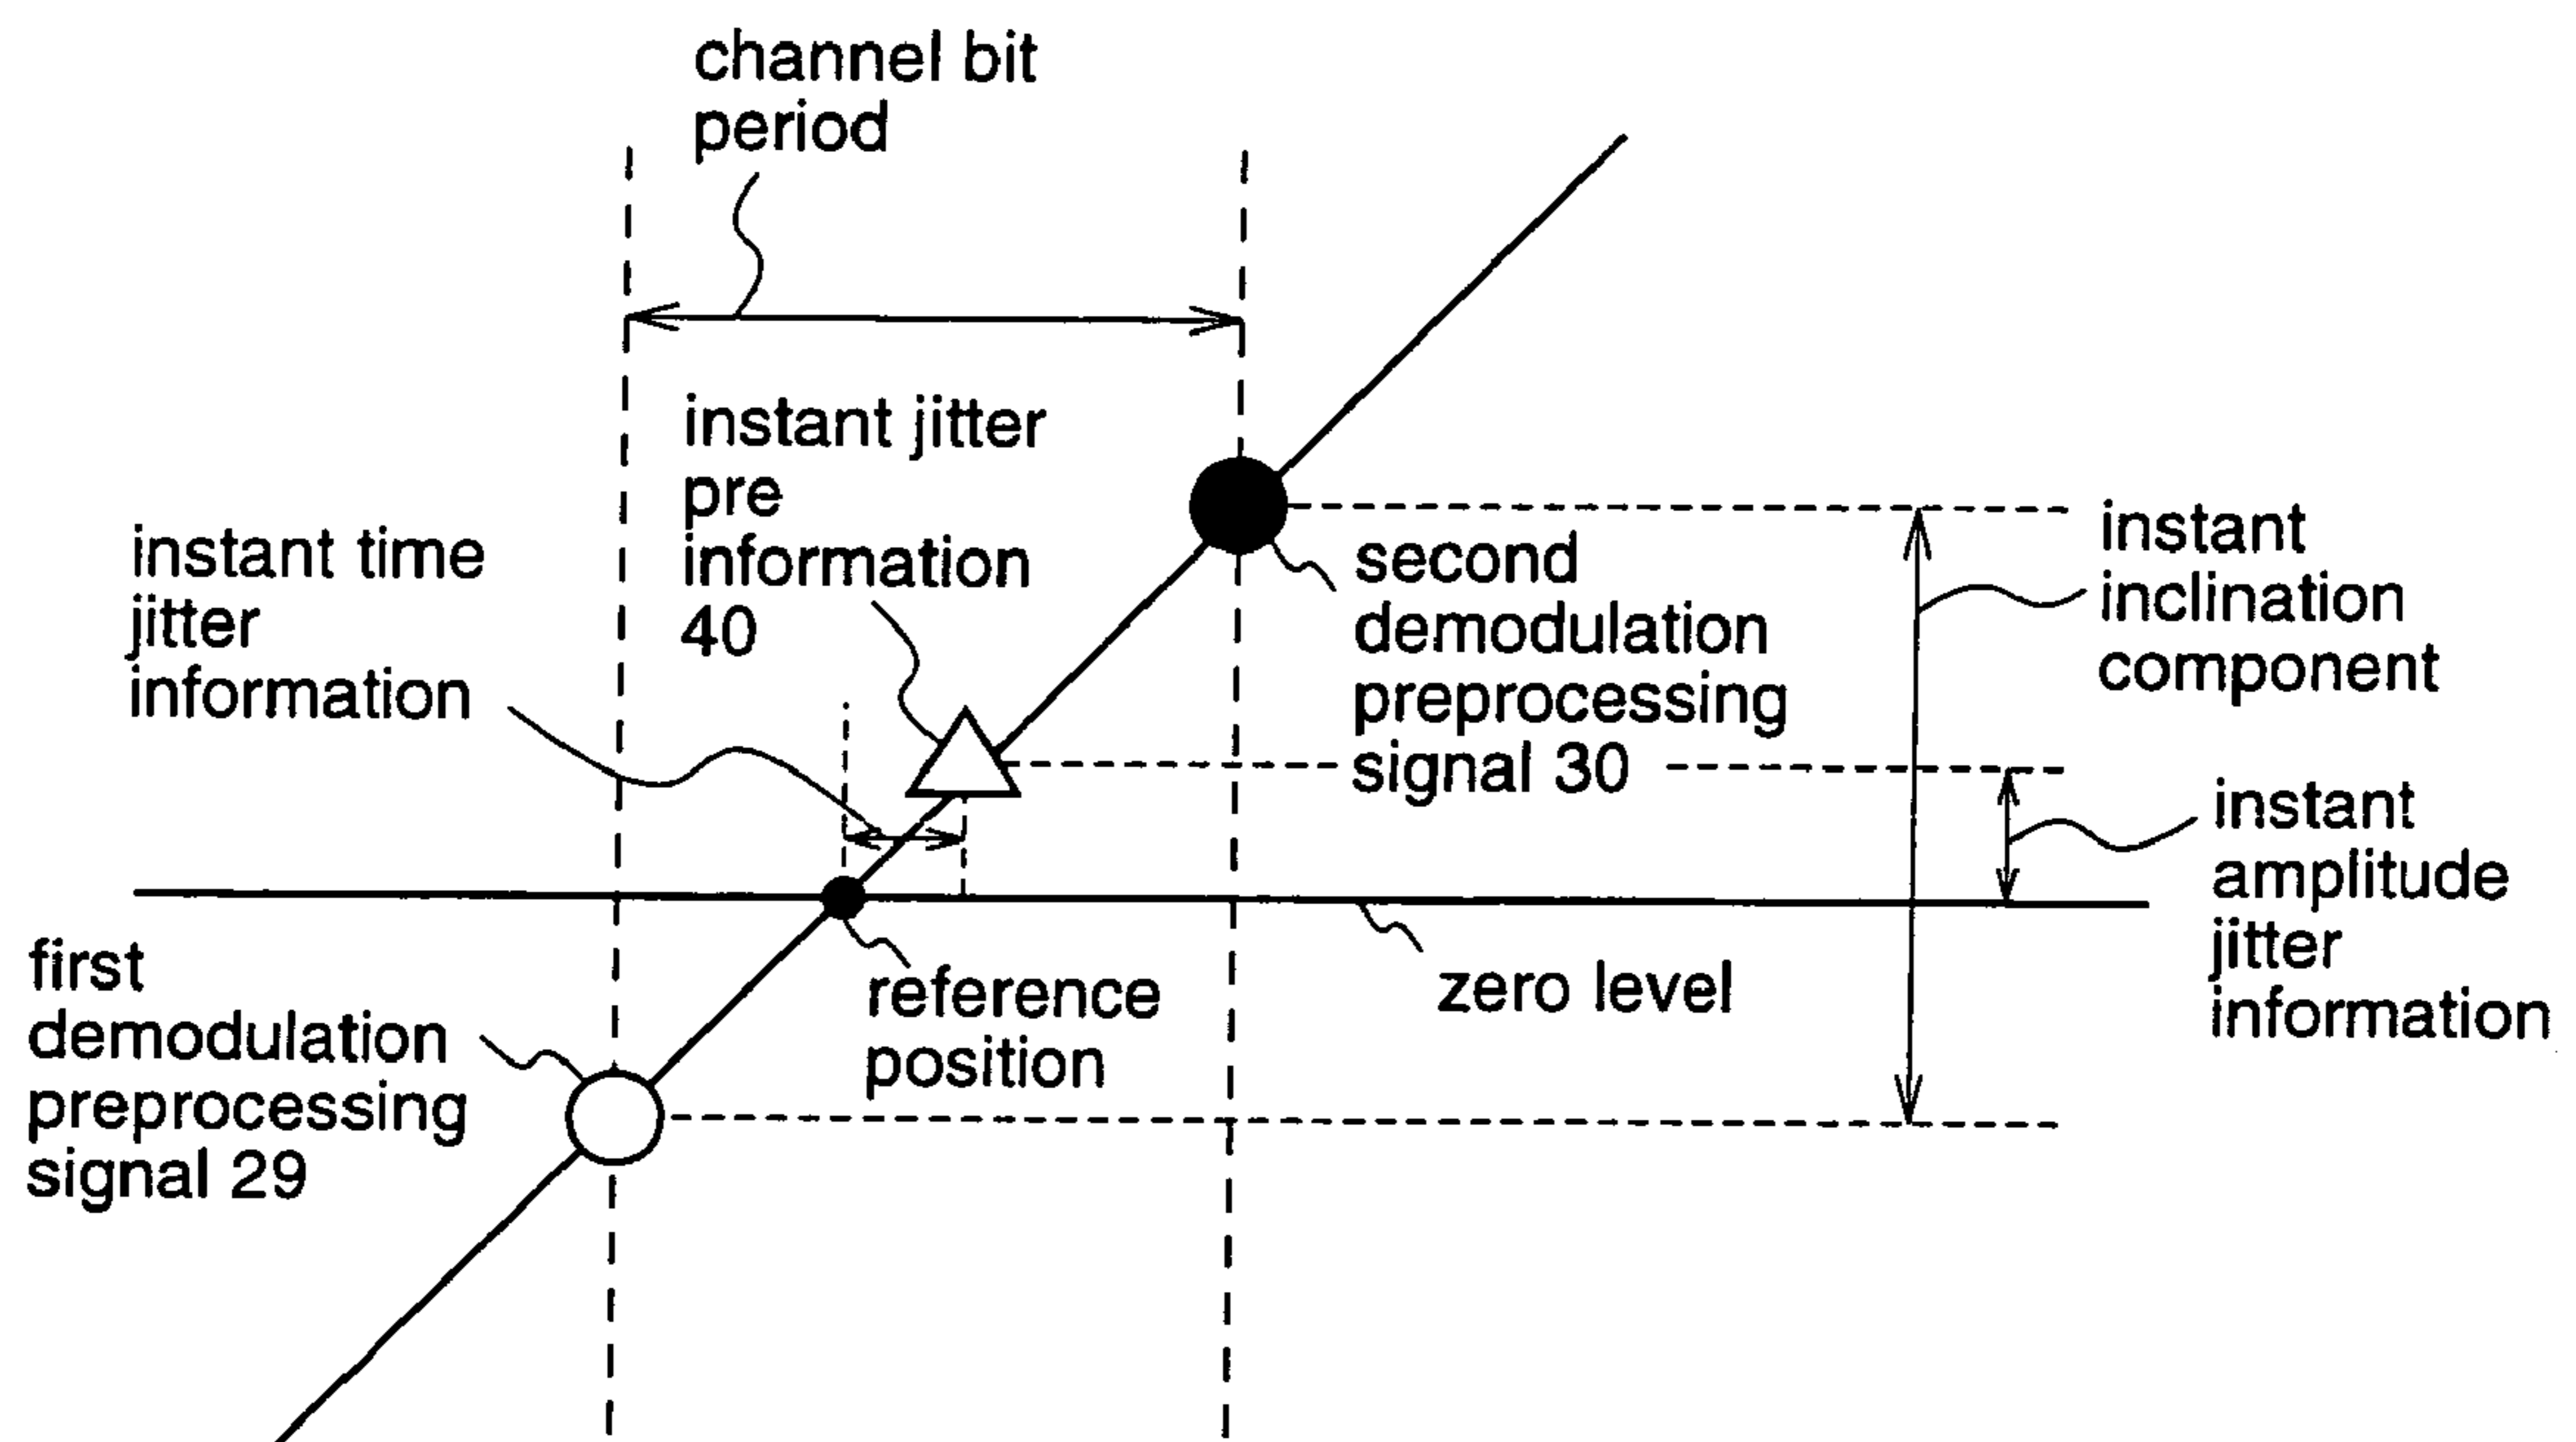 channel bit
period
instant jitter
pre
information
40
instant time
jitter
information
second
demodulation
preprocessing
signal 30
instant
inclination
component
instant
amplitude
jitter
information
first
demodulation
preprocessing
signal 29
reference
position
zero level